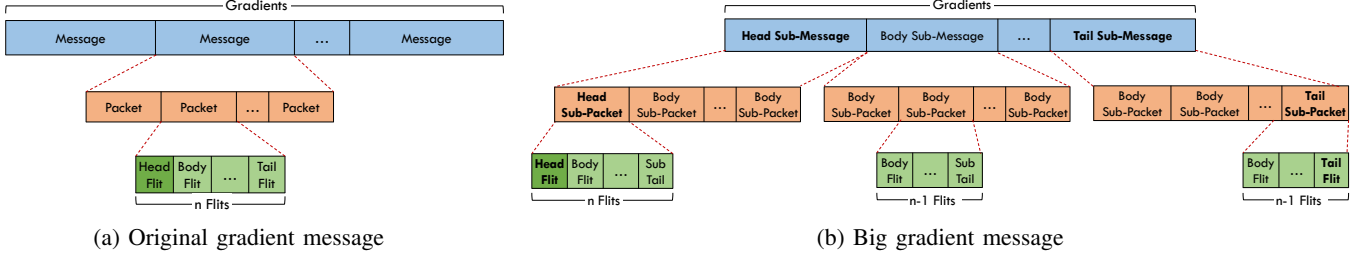 Gradients
Message Message ... Message
Packet Packet ... Packet
Head Body ... Tail
Flit Flit Flit
n Flits
(a) Original gradient message
Gradients
Head Sub-Message Body Sub-Message ... Tail Sub-Message
Head Body ... Body
Sub-Packet Sub-Packet Sub-Packet
Body Body ... Body
Sub-Packet Sub-Packet Sub-Packet
Body Body ... Tail
Sub-Packet Sub-Packet Sub-Packet
Head Body ... Sub
Flit Flit Tail
n Flits
Body ... Sub
Flit Tail
n-1 Flits
Body ... Tail
Flit Flit
n-1 Flits
(b) Big gradient message